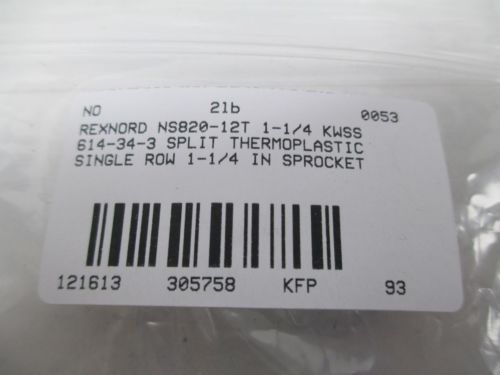 NO 2lb 0053
REXNORD NS820-12T 1-1/4 KWSS
614-34-3 SPLIT THERMOPLASTIC
SINGLE ROW 1-1/4 IN SPROCKET
121613 305758 KFP 93